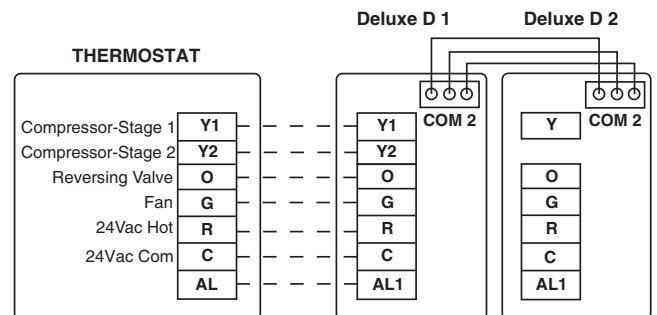 Deluxe D 1 Deluxe D 2
THERMOSTAT
COM 2 COM 2
Compressor-Stage 1 Y1 Y1 Y
Compressor-Stage 2 Y2 Y2
Reversing Valve O O O
Fan G G G
24Vac Hot R R R
24Vac Com C C C
AL AL1 AL1